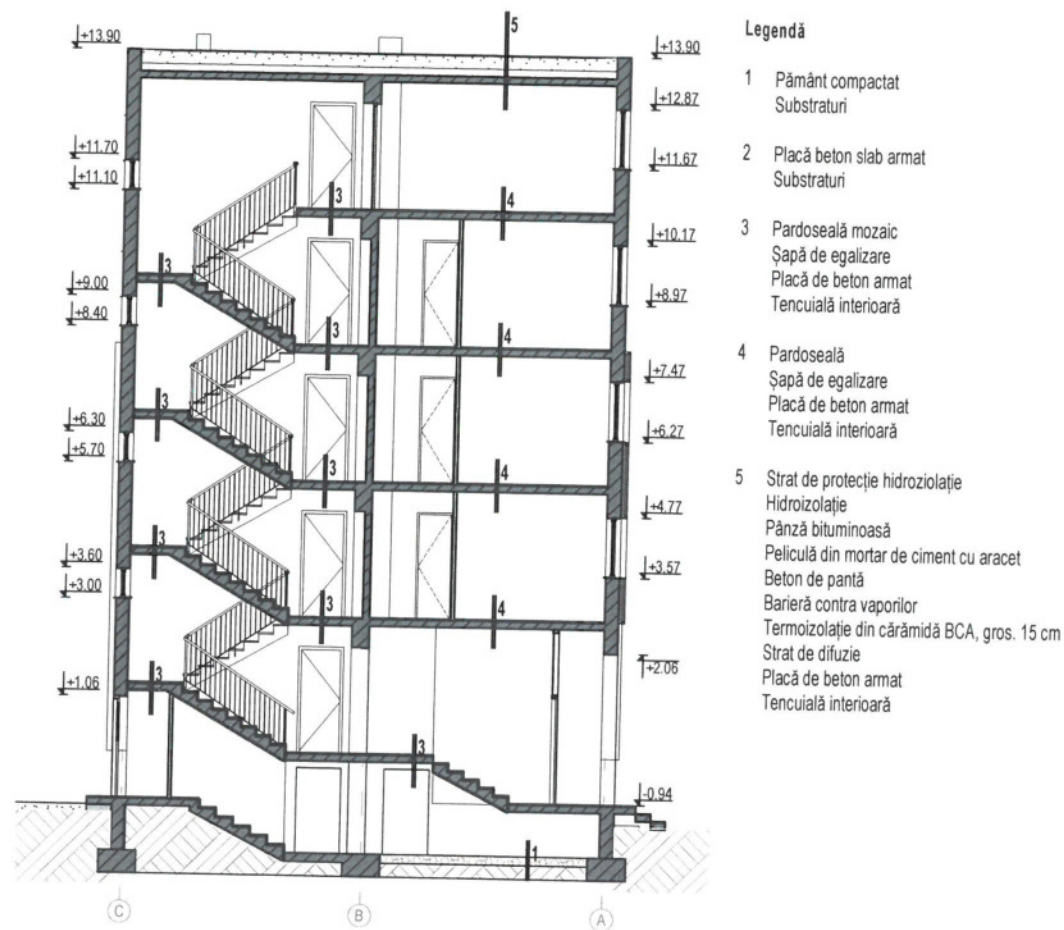 5
+13.90
+13.90
+12.87
+11.70
+11.10
+11.67
3
4
+10.17
3
+9.00
+8.40
+8.97
3
4
+7.47
3
+6.30
+5.70
+6.27
3
4
+4.77
3
+3.60
+3.00
+3.57
3
4
+2.06
3
+1.06
3
-0.94
1
C
B
A
Legendă
1 Pământ compactat
Substraturi
2 Placă beton slab armat
Substraturi
3 Pardoseală mozaic
Șapă de egalizare
Placă de beton armat
Tencuială interioară
4 Pardoseală
Șapă de egalizare
Placă de beton armat
Tencuială interioară
5 Strat de protecție hidroziolație
Hidroizolație
Pânză bituminoasă
Peliculă din mortar de ciment cu aracet
Beton de pantă
Barieră contra vaporilor
Termoizolație din cărămidă BCA, gros. 15 cm
Strat de difuzie
Placă de beton armat
Tencuială interioară